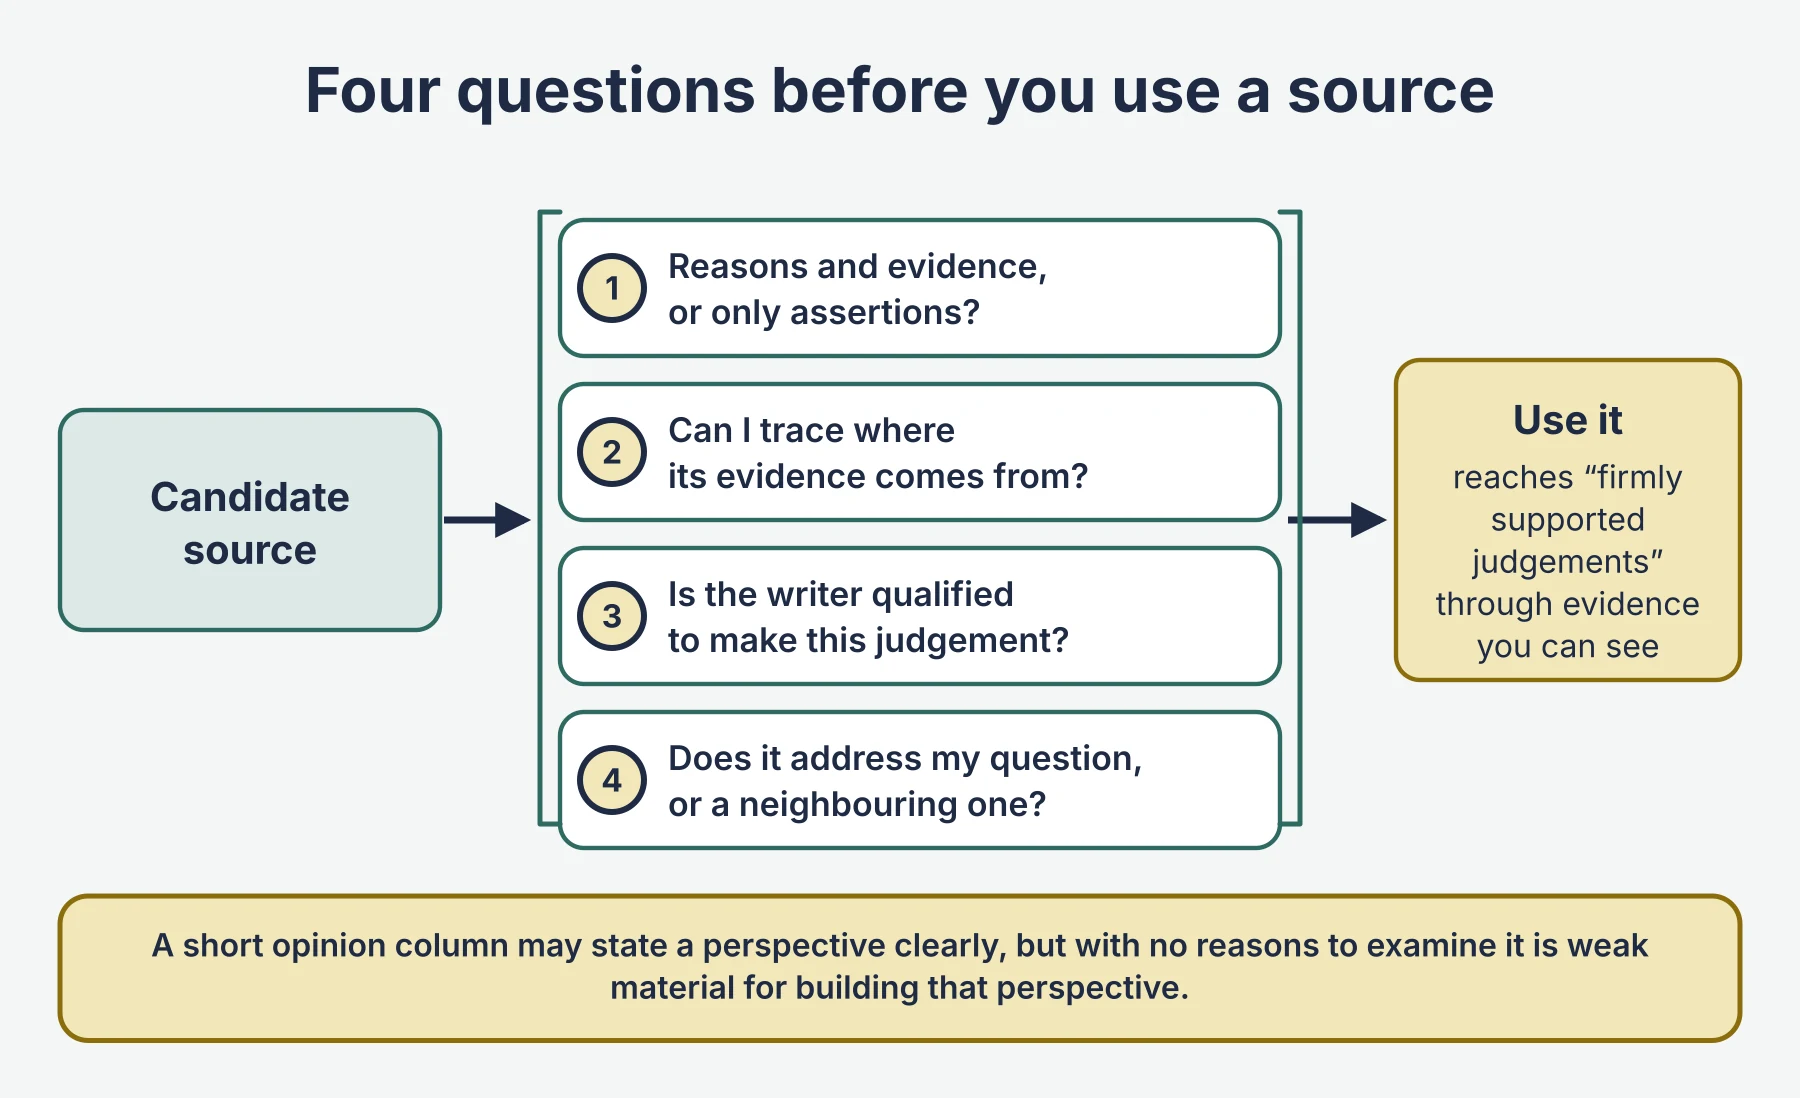 Four questions before you use a source
Candidate
source
1
Reasons and evidence,
or only assertions?
2
Can I trace where
its evidence comes from?
3
Is the writer qualified
to make this judgement?
4
Does it address my question,
or a neighbouring one?
Use it
reaches “firmly
supported
judgements”
through evidence
you can see
A short opinion column may state a perspective clearly, but with no reasons to examine it is weak
material for building that perspective.